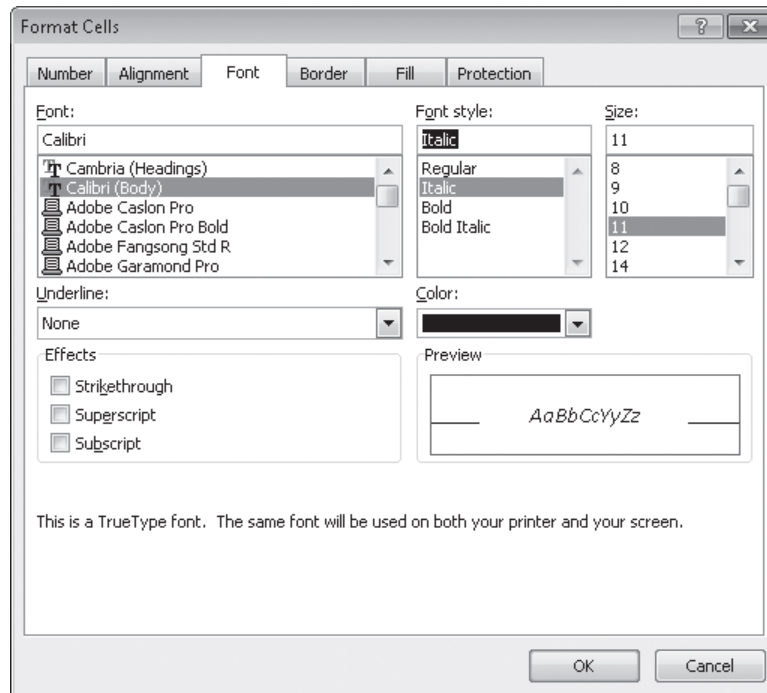 Format Cells
Number Alignment Font Border Fill Protection
Font: Font style: Size:
Calibri Italic 11
Cambria (Headings) Regular 8
Calibri (Body) Italic 9
Adobe Caslon Pro Bold 10
Adobe Caslon Pro Bold Bold Italic 11
Adobe Fangsong Std R 12
Adobe Garamond Pro 14
Underline: Color:
None
Effects Preview
Strikethrough
Superscript AaBbCcYyZz
Subscript
This is a TrueType font. The same font will be used on both your printer and your screen.
OK Cancel